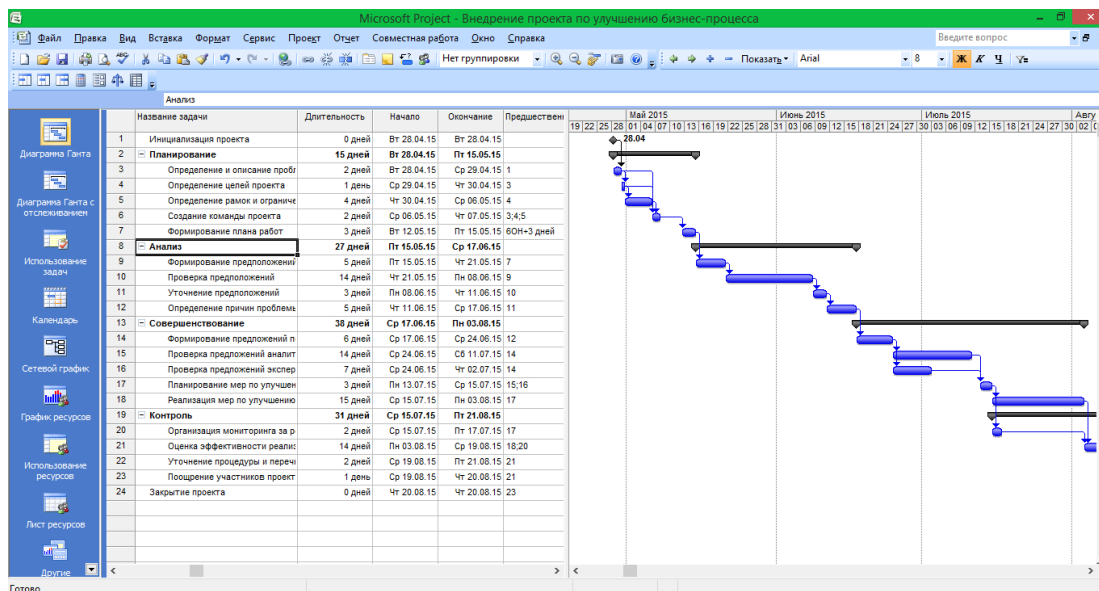 Microsoft Project - Внедрение проекта по улучшению бизнес-процесса
Файл Правка Вид Вставка Формат Сервис Проект Отчет Совместная работа Окно Справка Введите вопрос
Нет группировки Показать Arial 8 Ж К Ч
Анализ
Диаграмма Ганта
Диаграмма Ганта с отслеживанием
Использование задач
Календарь
Сетевой график
График ресурсов
Использование ресурсов
Лист ресурсов
Другие
Название задачи Длительность Начало Окончание Предшествен
1 Инициализация проекта 0 дней Вт 28.04.15 Вт 28.04.15
2 Планирование 15 дней Вт 28.04.15 Пт 15.05.15
3 Определение и описание пробл 2 дней Вт 28.04.15 Ср 29.04.15 1
4 Определение целей проекта 1 день Ср 29.04.15 Чт 30.04.15 3
5 Определение рамок и ограниче 4 дней Чт 30.04.15 Ср 06.05.15 4
6 Создание команды проекта 2 дней Ср 06.05.15 Чт 07.05.15 3;4;5
7 Формирование плана работ 3 дней Вт 12.05.15 Пт 15.05.15 6ОН+3 дней
8 Анализ 27 дней Пт 15.05.15 Ср 17.06.15
9 Формирование предположений 5 дней Пт 15.05.15 Чт 21.05.15 7
10 Проверка предположений 14 дней Чт 21.05.15 Пн 08.06.15 9
11 Уточнение предположений 3 дней Пн 08.06.15 Чт 11.06.15 10
12 Определение причин проблемь 5 дней Чт 11.06.15 Ср 17.06.15 11
13 Совершенствование 38 дней Ср 17.06.15 Пн 03.08.15
14 Формирование предложений п 6 дней Ср 17.06.15 Ср 24.06.15 12
15 Проверка предложений аналит 14 дней Ср 24.06.15 Сб 11.07.15 14
16 Проверка предложений экспер 7 дней Ср 24.06.15 Чт 02.07.15 14
17 Планирование мер по улучшен 3 дней Пн 13.07.15 Ср 15.07.15 15;16
18 Реализация мер по улучшению 15 дней Ср 15.07.15 Пн 03.08.15 17
19 Контроль 31 дней Ср 15.07.15 Пт 21.08.15
20 Организация мониторинга за р 2 дней Ср 15.07.15 Пт 17.07.15 17
21 Оценка эффективности реализ 14 дней Пн 03.08.15 Ср 19.08.15 18;20
22 Уточнение процедуры и переч 2 дней Ср 19.08.15 Пт 21.08.15 21
23 Поощрение участников проект 1 день Ср 19.08.15 Чт 20.08.15 21
24 Закрытие проекта 0 дней Чт 20.08.15 Чт 20.08.15 23
Май 2015 Июнь 2015 Июль 2015 Авгу
19 22 25 28 01 04 07 10 13 16 19 22 25 28 31 03 06 09 12 15 18 21 24 27 30 03 06 09 12 15 18 21 24 27 30 02
28.04
Готово